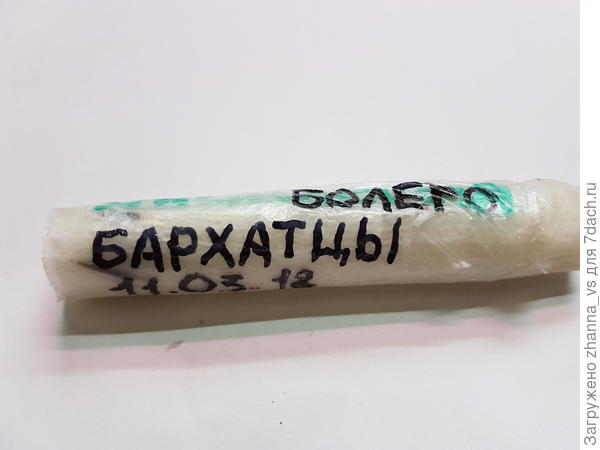 БОЛЕРО
БАРХАТЦЫ
11.03.18
Загружено zhanna_vs для 7dach.ru